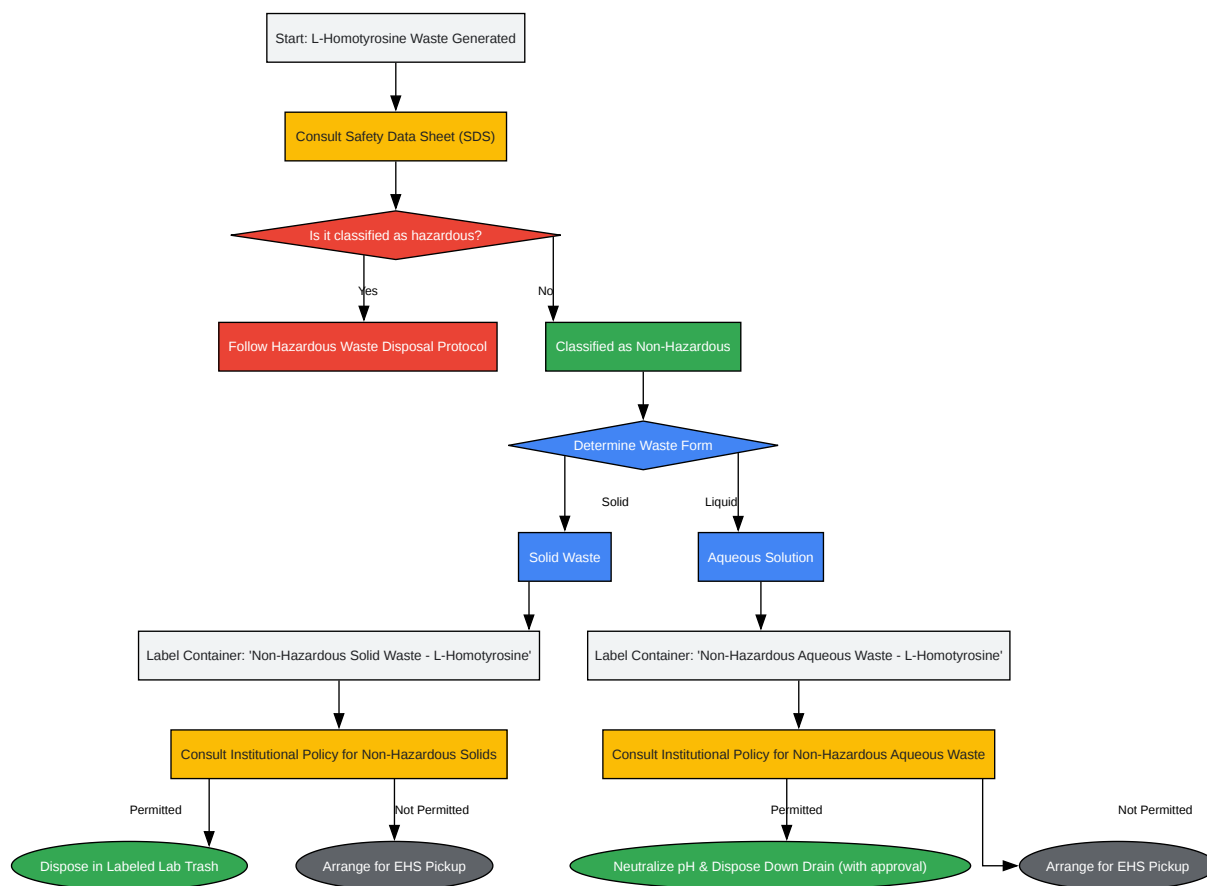 Start: L-Homotyrosine Waste Generated
Consult Safety Data Sheet (SDS)
Is it classified as hazardous?
Yes
No
Follow Hazardous Waste Disposal Protocol
Classified as Non-Hazardous
Determine Waste Form
Solid
Liquid
Solid Waste
Aqueous Solution
Label Container: 'Non-Hazardous Solid Waste - L-Homotyrosine'
Label Container: 'Non-Hazardous Aqueous Waste - L-Homotyrosine'
Consult Institutional Policy for Non-Hazardous Solids
Consult Institutional Policy for Non-Hazardous Aqueous Waste
Permitted
Not Permitted
Permitted
Not Permitted
Dispose in Labeled Lab Trash
Arrange for EHS Pickup
Neutralize pH & Dispose Down Drain (with approval)
Arrange for EHS Pickup